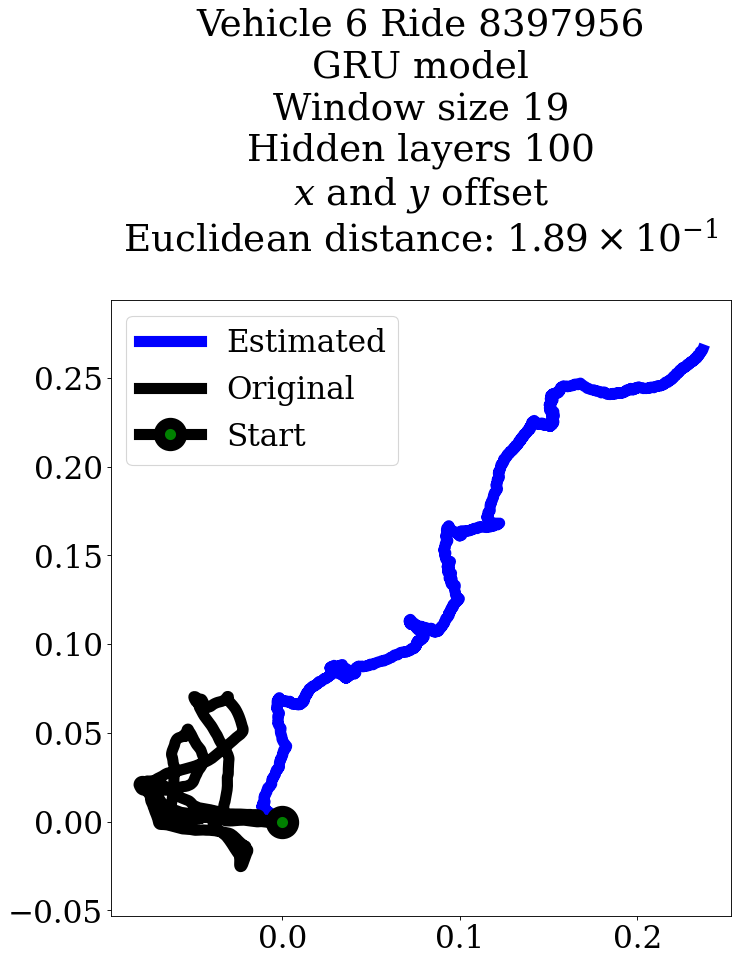 Vehicle 6 Ride 8397956
GRU model
Window size 19
Hidden layers 100
x and y offset
Euclidean distance: 1.89 × 10⁻¹
Estimated
Original
Start
0.25
0.20
0.15
0.10
0.05
0.00
−0.05
0.0 0.1 0.2